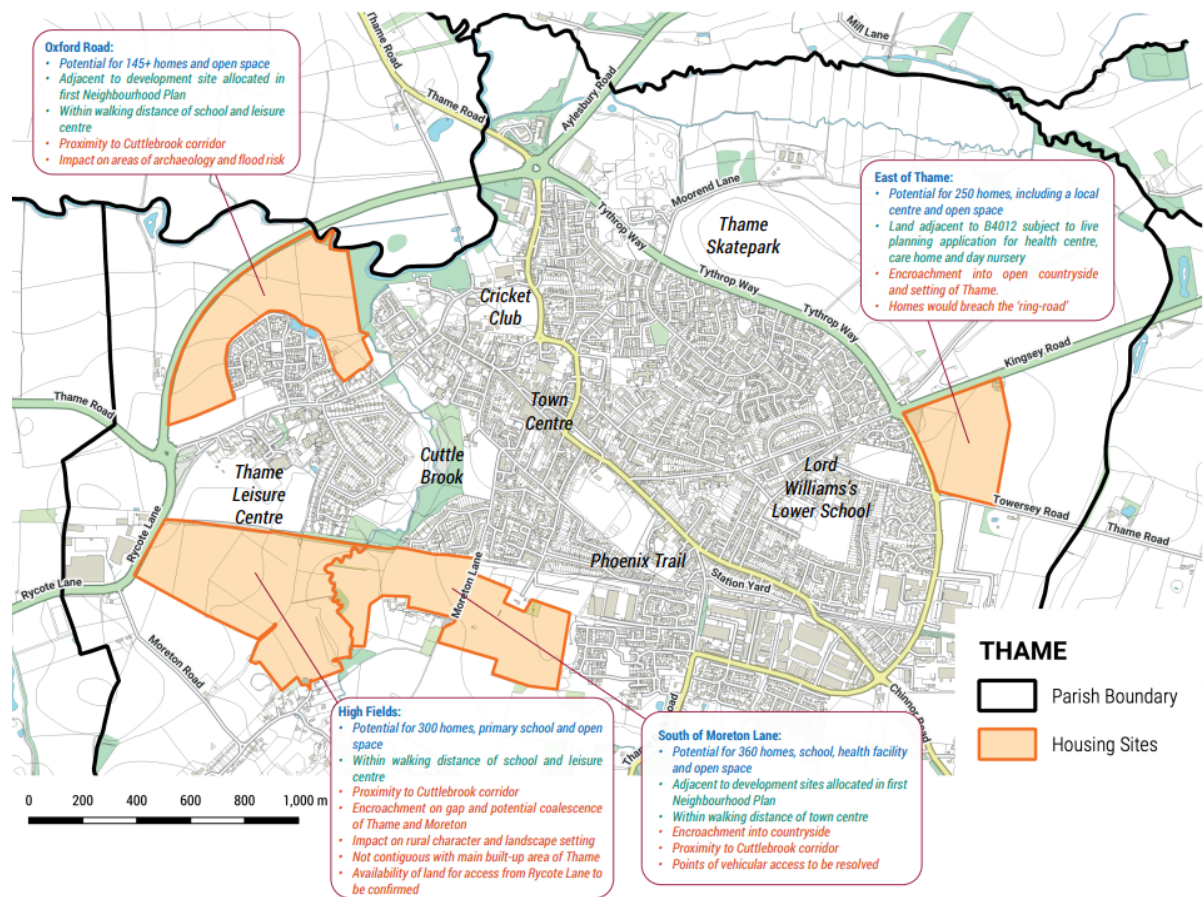 Oxford Road:
• Potential for 145+ homes and open space
• Adjacent to development site allocated in
first Neighbourhood Plan
• Within walking distance of school and leisure
centre
• Proximity to Cuttlebrook corridor
• Impact on areas of archaeology and flood risk
Thame Road
Thame Road
Aylesbury Road
Mill Lane
Moorend Lane
Tythrop Way
Thame
Skatepark
Tythrop Way
Tythrop Way
East of Thame:
• Potential for 250 homes, including a local
centre and open space
• Land adjacent to B4012 subject to live
planning application for health centre,
care home and day nursery
• Encroachment into open countryside
and setting of Thame.
• Homes would breach the 'ring-road'
Kingsey Road
Cricket
Club
Thame Road
Town
Centre
Cuttle
Brook
Thame
Leisure
Centre
Lord
Williams's
Lower School
Towersey Road
Thame Road
Rycote Lane
Rycote Lane
Moreton Lane
Phoenix Trail
Station Yard
Moreton Road
Chinnor Road
Tha
Road
High Fields:
• Potential for 300 homes, primary school and open
space
• Within walking distance of school and leisure
centre
• Proximity to Cuttlebrook corridor
• Encroachment on gap and potential coalescence
of Thame and Moreton
• Impact on rural character and landscape setting
• Not contiguous with main built-up area of Thame
• Availability of land for access from Rycote Lane to
be confirmed
South of Moreton Lane:
• Potential for 360 homes, school, health facility
and open space
• Adjacent to development sites allocated in first
Neighbourhood Plan
• Within walking distance of town centre
• Encroachment into countryside
• Proximity to Cuttlebrook corridor
• Points of vehicular access to be resolved
THAME
Parish Boundary
Housing Sites
0 200 400 600 800 1,000 m